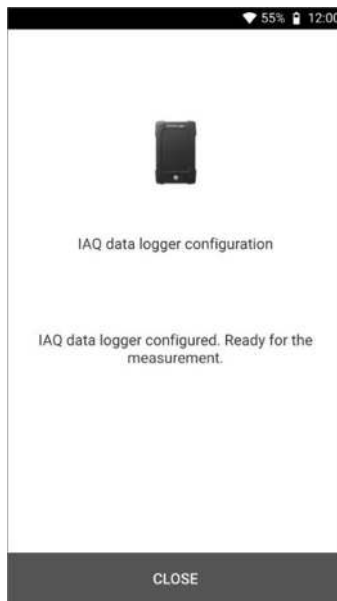 55% 12:00
IAQ data logger configuration
IAQ data logger configured. Ready for the
measurement.
CLOSE